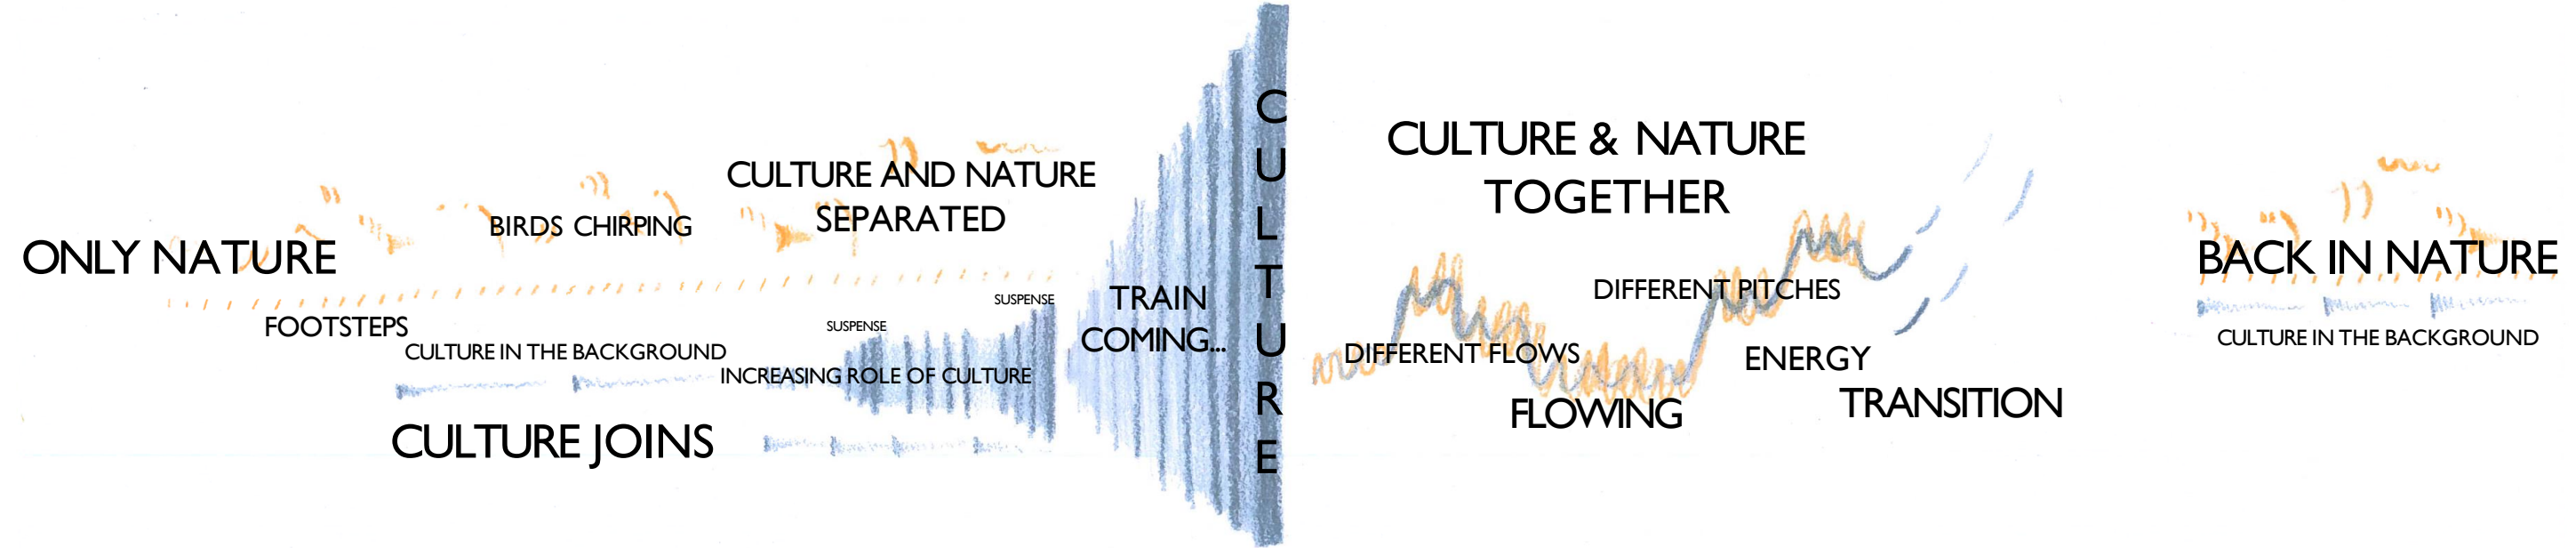 ONLY NATURE
FOOTSTEPS
BIRDS CHIRPING
CULTURE IN THE BACKGROUND
CULTURE JOINS
CULTURE AND NATURE
SEPARATED
SUSPENSE
SUSPENSE
INCREASING ROLE OF CULTURE
TRAIN
COMING...
CULTURE
CULTURE & NATURE
TOGETHER
DIFFERENT FLOWS
FLOWING
DIFFERENT PITCHES
ENERGY
TRANSITION
BACK IN NATURE
CULTURE IN THE BACKGROUND